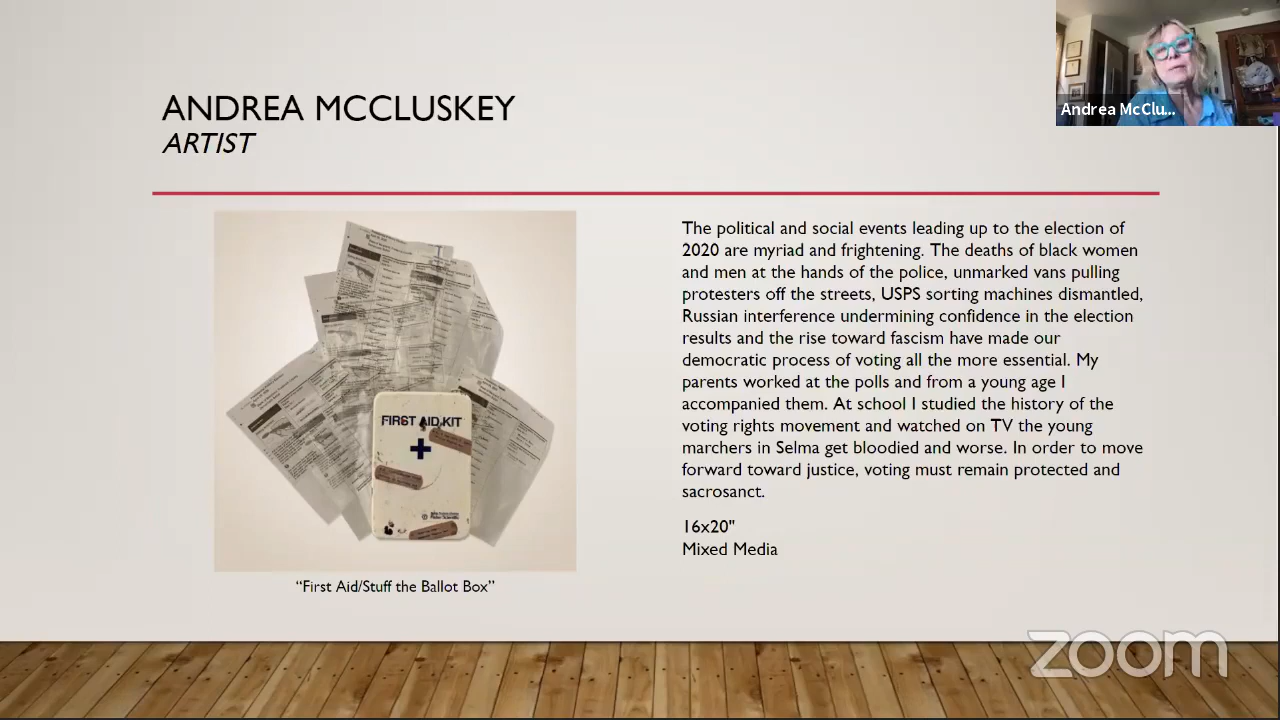 Andrea McClu...
ANDREA MCCLUSKEY
ARTIST
The political and social events leading up to the election of
2020 are myriad and frightening. The deaths of black women
and men at the hands of the police, unmarked vans pulling
protesters off the streets, USPS sorting machines dismantled,
Russian interference undermining confidence in the election
results and the rise toward fascism have made our
democratic process of voting all the more essential. My
parents worked at the polls and from a young age I
accompanied them. At school I studied the history of the
voting rights movement and watched on TV the young
marchers in Selma get bloodied and worse. In order to move
forward toward justice, voting must remain protected and
sacrosanct.
16x20"
Mixed Media
FIRST AID KIT
“First Aid/Stuff the Ballot Box”
zoom